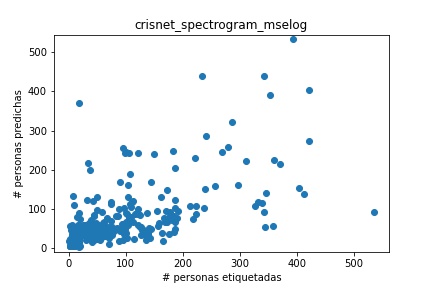 crisnet_spectrogram_mselog
# personas predichas
500
400
300
200
100
0
0 100 200 300 400 500
# personas etiquetadas